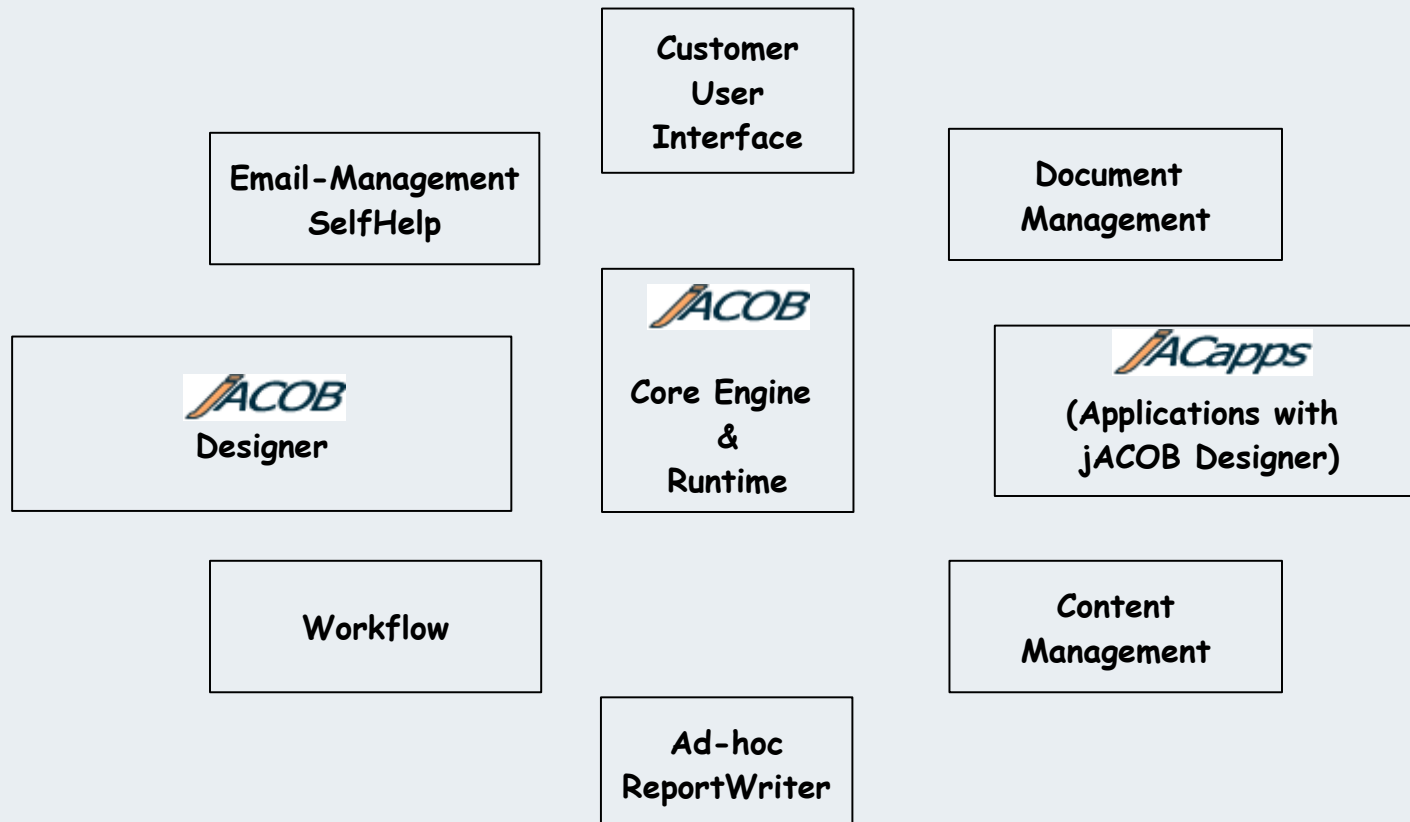 Customer
User
Interface
Email-Management
SelfHelp
Document
Management
jACOB
Core Engine
&
Runtime
jACOB
Designer
jACapps
(Applications with
jACOB Designer)
Workflow
Content
Management
Ad-hoc
ReportWriter